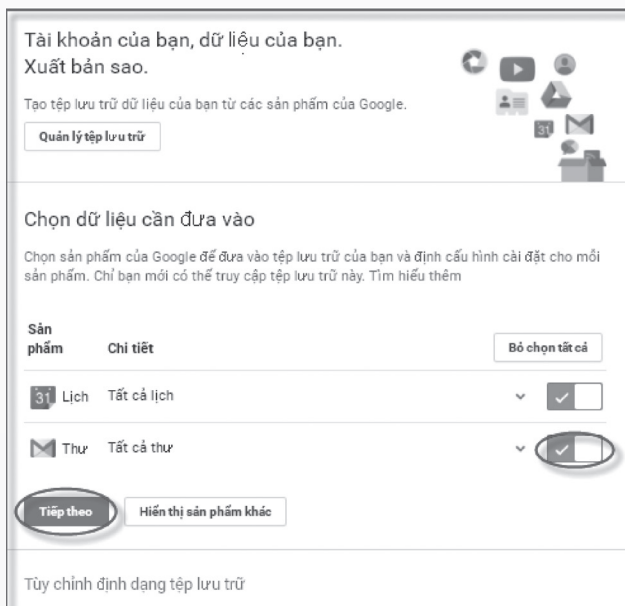 Tài khoản của bạn, dữ liệu của bạn.
Xuất bản sao.
Tạo tệp lưu trữ dữ liệu của bạn từ các sản phẩm của Google.
Quản lý tệp lưu trữ
31
Chọn dữ liệu cần đưa vào
Chọn sản phẩm của Google để đưa vào tệp lưu trữ của bạn và định cấu hình cài đặt cho mỗi
sản phẩm. Chỉ bạn mới có thể truy cập tệp lưu trữ này. Tìm hiểu thêm
Sản
phẩm Chi tiết Bỏ chọn tất cả
31 Lịch Tất cả lịch
Thư Tất cả thư
Tiếp theo Hiển thị sản phẩm khác
Tùy chỉnh định dạng tệp lưu trữ